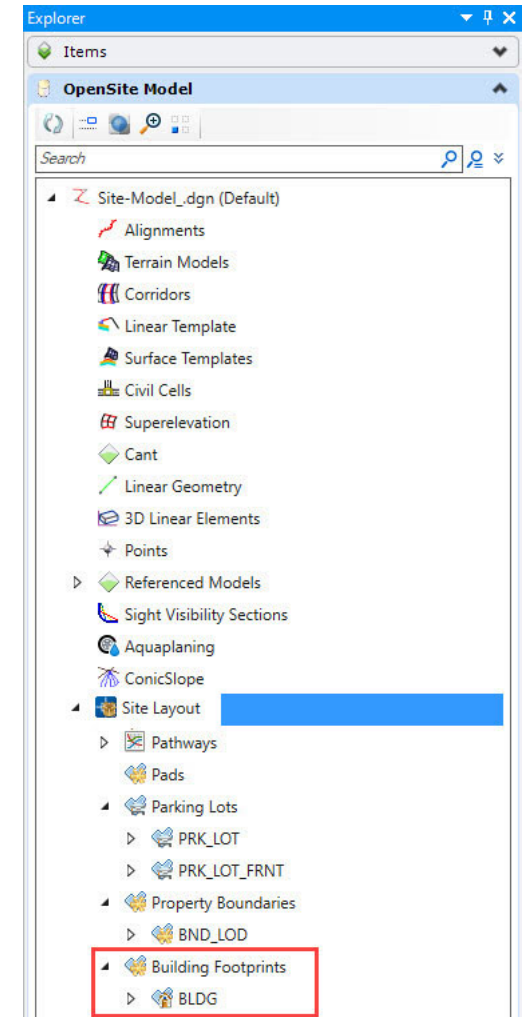 Explorer
Items
OpenSite Model
Search
Site-Model_.dgn (Default)
Alignments
Terrain Models
Corridors
Linear Template
Surface Templates
Civil Cells
Superelevation
Cant
Linear Geometry
3D Linear Elements
Points
Referenced Models
Sight Visibility Sections
Aquaplaning
ConicSlope
Site Layout
Pathways
Pads
Parking Lots
PRK_LOT
PRK_LOT_FRNT
Property Boundaries
BND_LOD
Building Footprints
BLDG